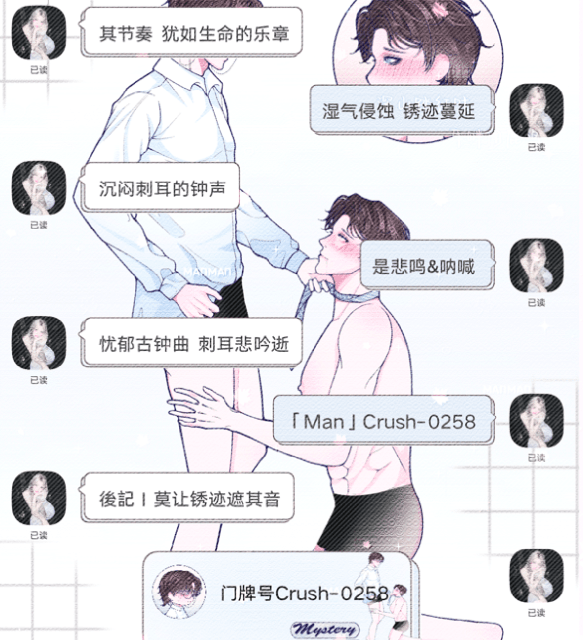 其节奏 犹如生命的乐章
已读
湿气侵蚀 锈迹蔓延
已读
沉闷刺耳的钟声
已读
是悲鸣&呐喊
已读
忧郁古钟曲 刺耳悲吟逝
已读
「Man」Crush-0258
已读
後記丨莫让锈迹遮其音
已读
门牌号Crush-0258
已读
Mystery